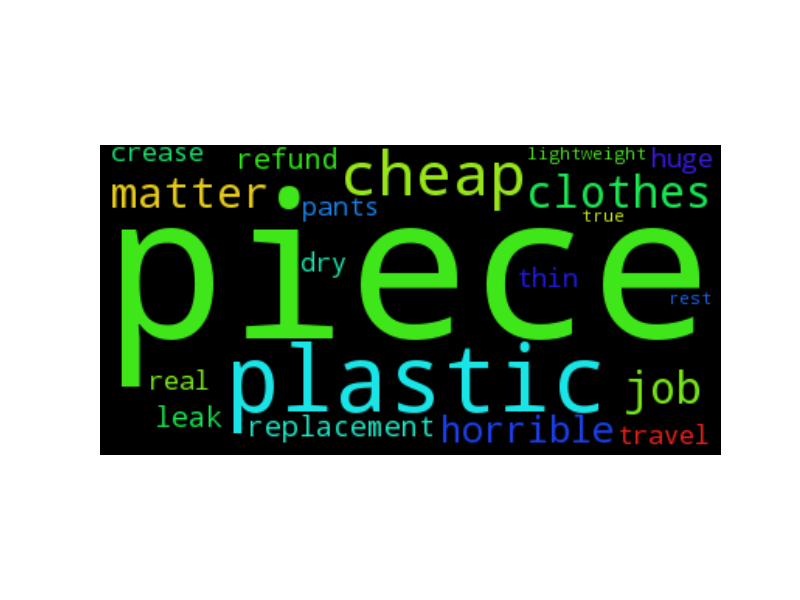 crease refund cheap lightweight huge
matter pants clothes
true
piece
dry thin
rest
plastic
real job
leak replacement horrible travel